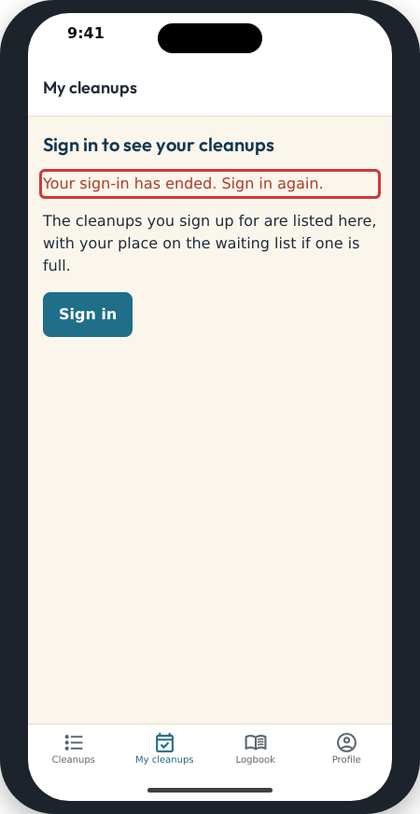 9:41
My cleanups
Sign in to see your cleanups
Your sign-in has ended. Sign in again.
The cleanups you sign up for are listed here,
with your place on the waiting list if one is
full.
Sign in
Cleanups
My cleanups
Logbook
Profile